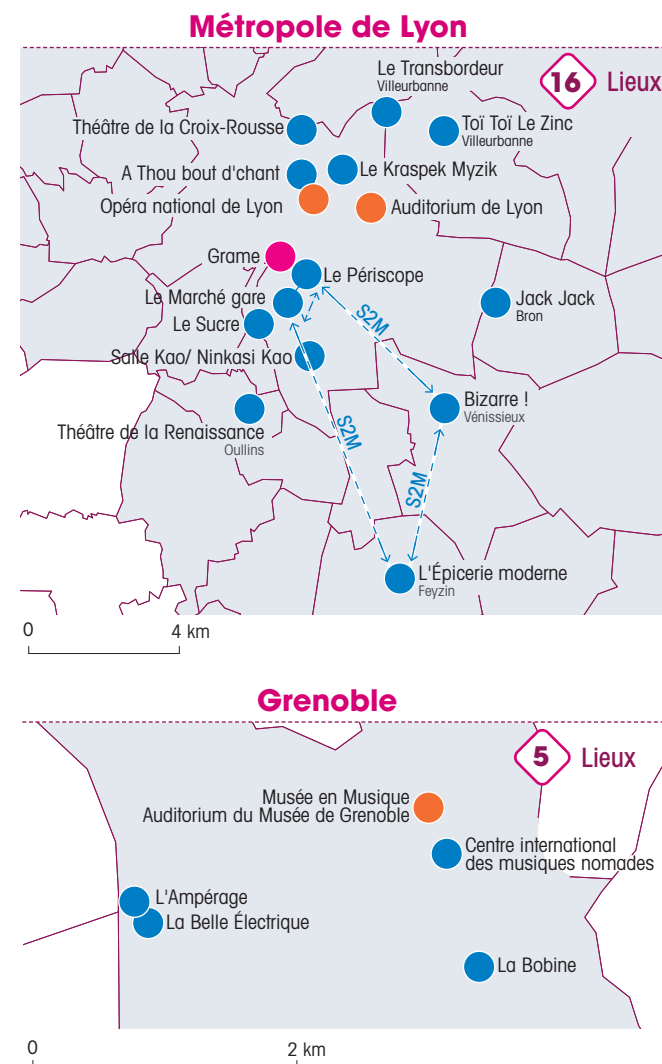 Métropole de Lyon
16 Lieux
Le Transbordeur
Villeurbanne
Théâtre de la Croix-Rousse
Toï Toï Le Zinc
Villeurbanne
A Thou bout d'chant
Le Kraspek Myzik
Opéra national de Lyon
Auditorium de Lyon
Grame
Le Périscope
Le Marché gare
Jack Jack
Bron
Le Sucre
S2M
Salle Kao/ Ninkasi Kao
Bizarre !
Vénissieux
Théâtre de la Renaissance
Oullins
S2M
S2M
L'Épicerie moderne
Feyzin
0 4 km
Grenoble
5 Lieux
Musée en Musique
Auditorium du Musée de Grenoble
Centre international
des musiques nomades
L'Ampérage
La Belle Électrique
La Bobine
0 2 km